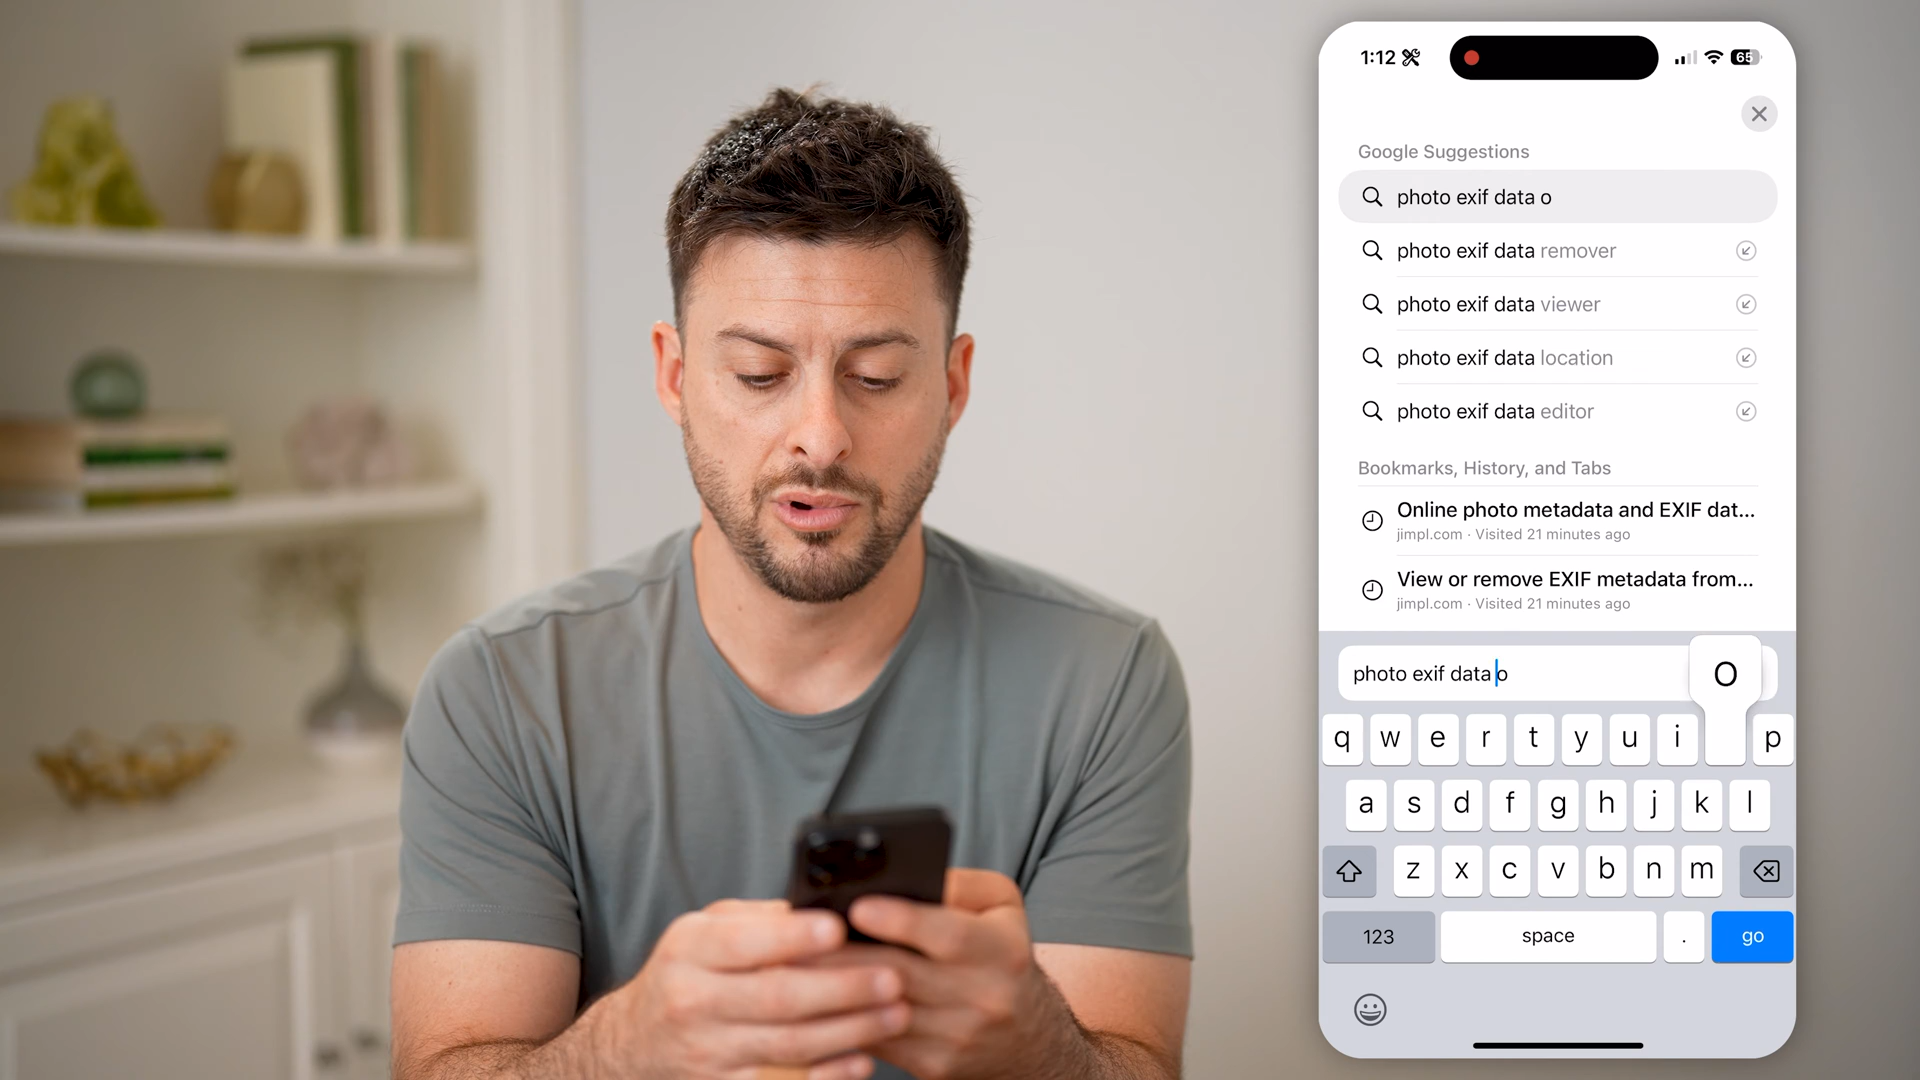 1:12
65
Google Suggestions
photo exif data o
photo exif data remover
photo exif data viewer
photo exif data location
photo exif data editor
Bookmarks, History, and Tabs
Online photo metadata and EXIF dat...
jimpl.com · Visited 21 minutes ago
View or remove EXIF metadata from...
jimpl.com · Visited 21 minutes ago
photo exif data o
O
q w e r t y u i p
a s d f g h j k l
z x c v b n m
123 space . go